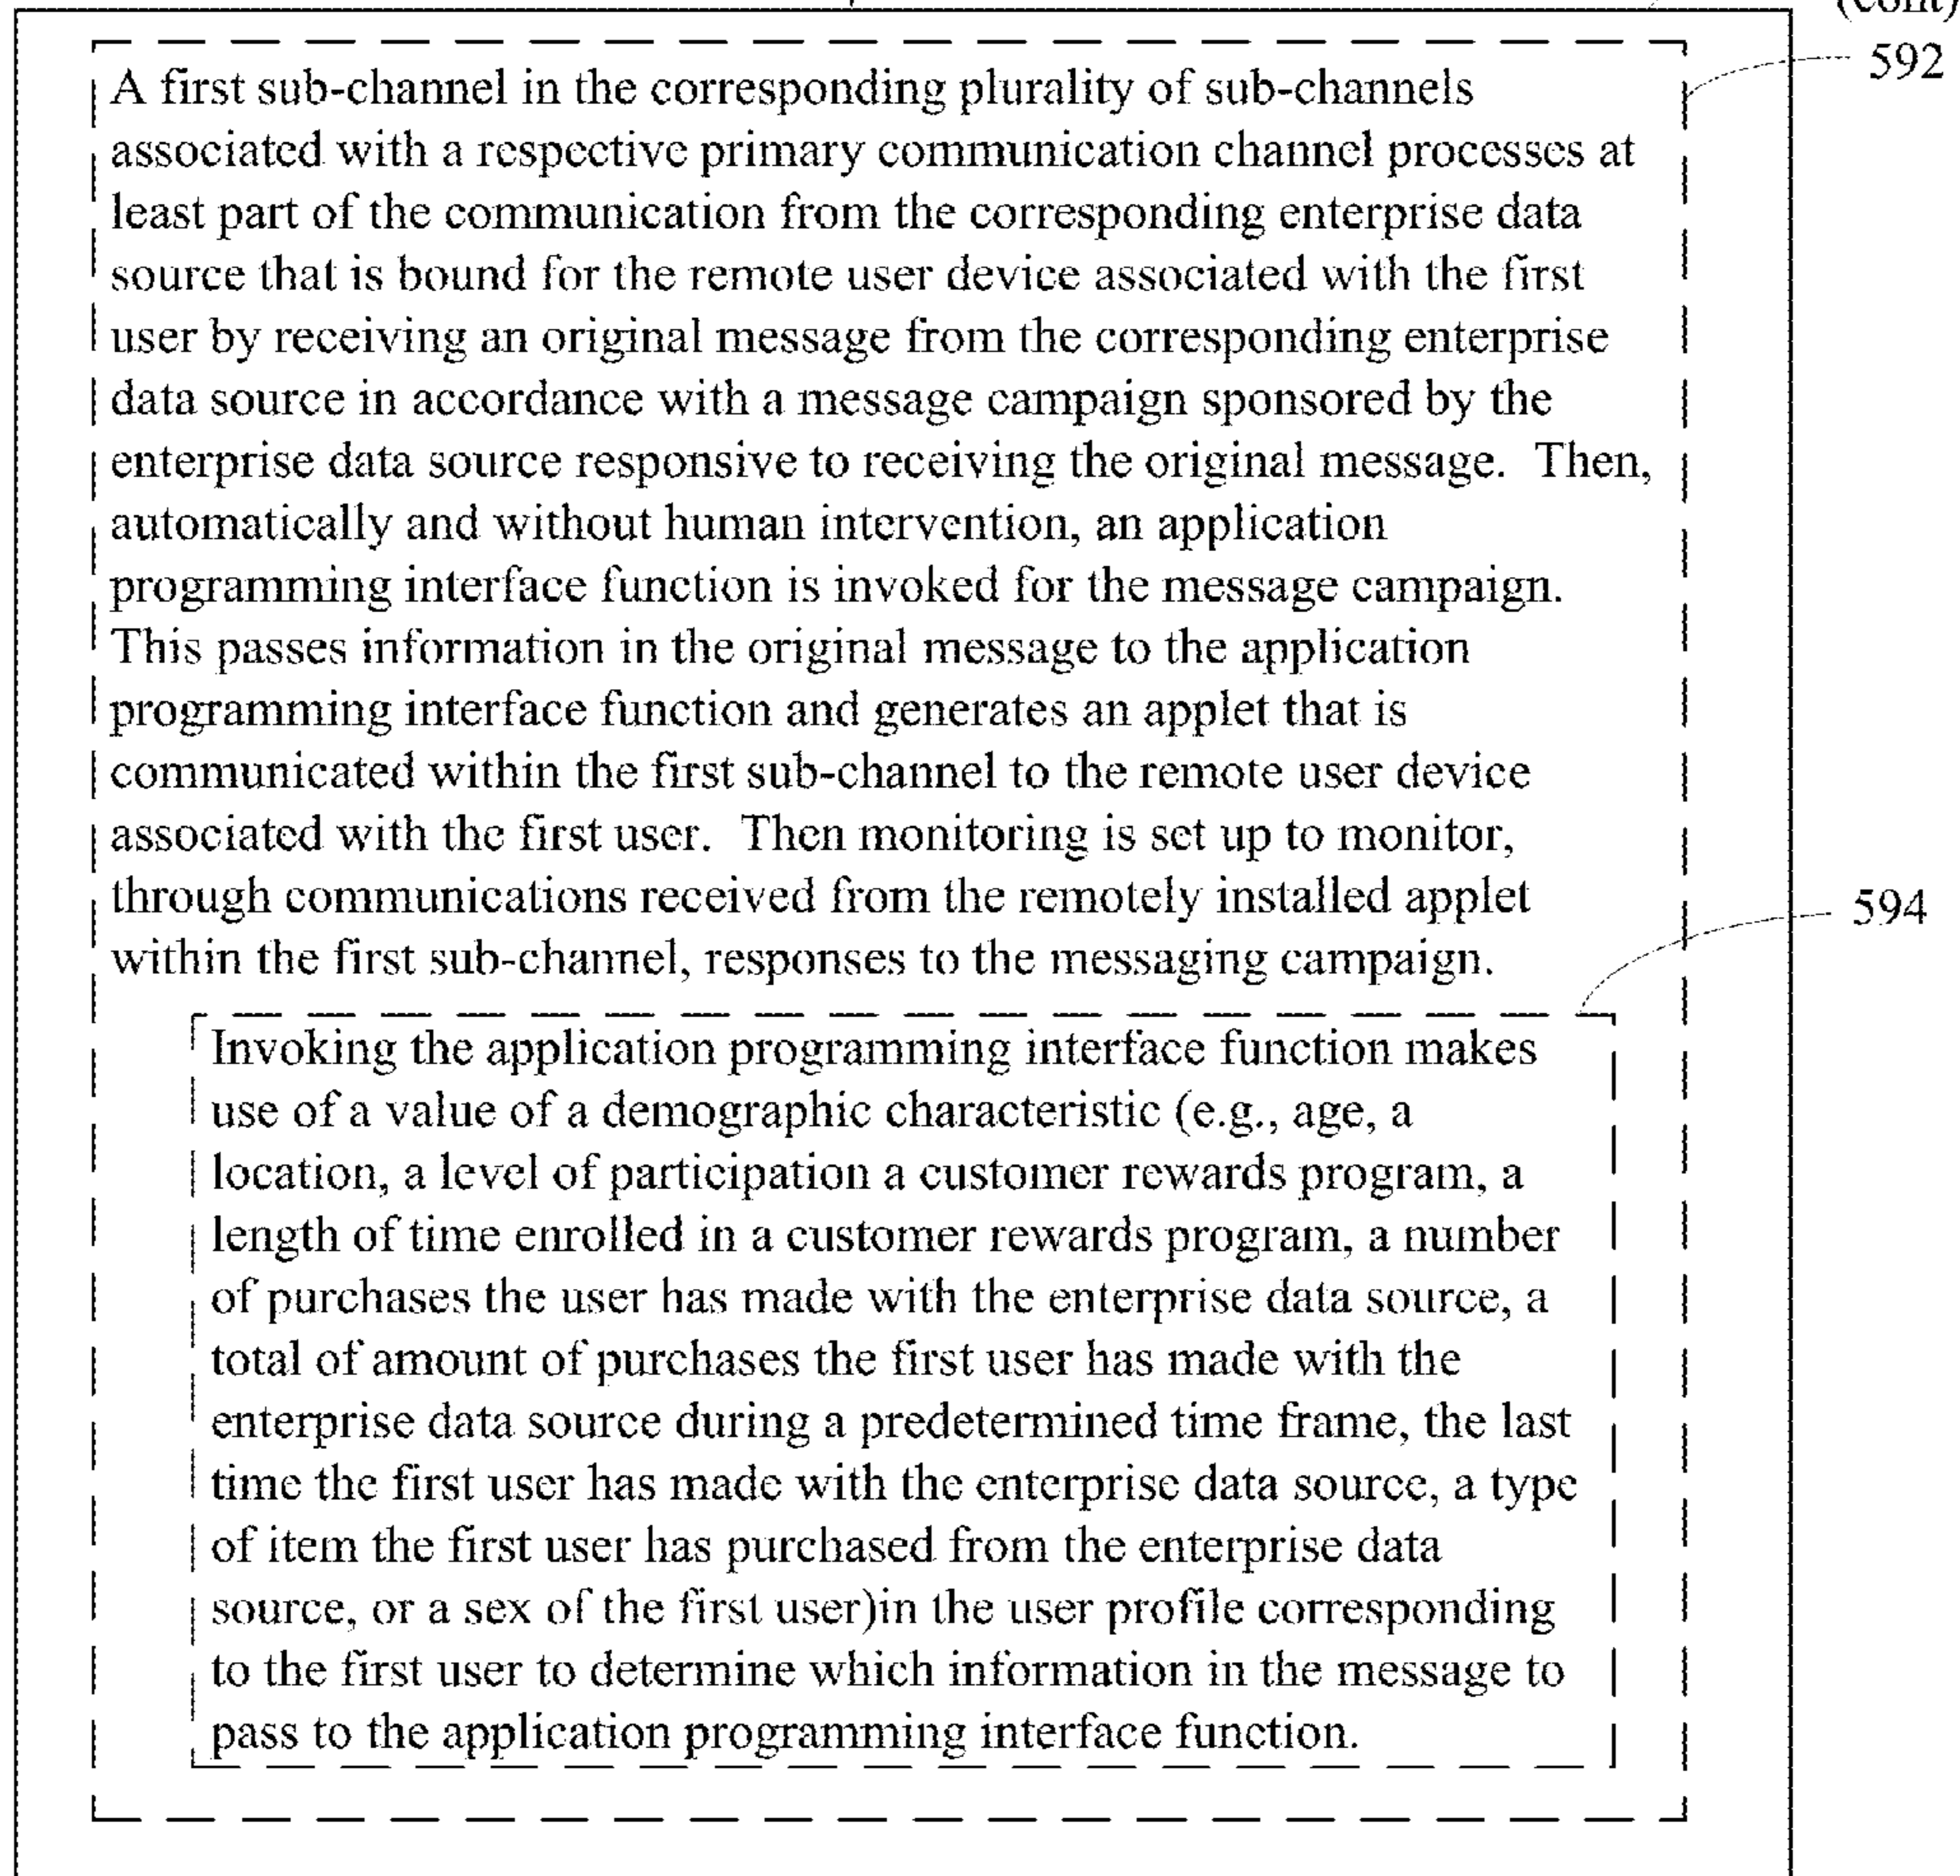 (cont)
592
A first sub-channel in the corresponding plurality of sub-channels
associated with a respective primary communication channel processes at
least part of the communication from the corresponding enterprise data
source that is bound for the remote user device associated with the first
user by receiving an original message from the corresponding enterprise
data source in accordance with a message campaign sponsored by the
enterprise data source responsive to receiving the original message. Then,
automatically and without human intervention, an application
programming interface function is invoked for the message campaign.
This passes information in the original message to the application
programming interface function and generates an applet that is
communicated within the first sub-channel to the remote user device
associated with the first user. Then monitoring is set up to monitor,
through communications received from the remotely installed applet
within the first sub-channel, responses to the messaging campaign.
594
Invoking the application programming interface function makes
use of a value of a demographic characteristic (e.g., age, a
location, a level of participation a customer rewards program, a
length of time enrolled in a customer rewards program, a number
of purchases the user has made with the enterprise data source, a
total of amount of purchases the first user has made with the
enterprise data source during a predetermined time frame, the last
time the first user has made with the enterprise data source, a type
of item the first user has purchased from the enterprise data
source, or a sex of the first user)in the user profile corresponding
to the first user to determine which information in the message to
pass to the application programming interface function.